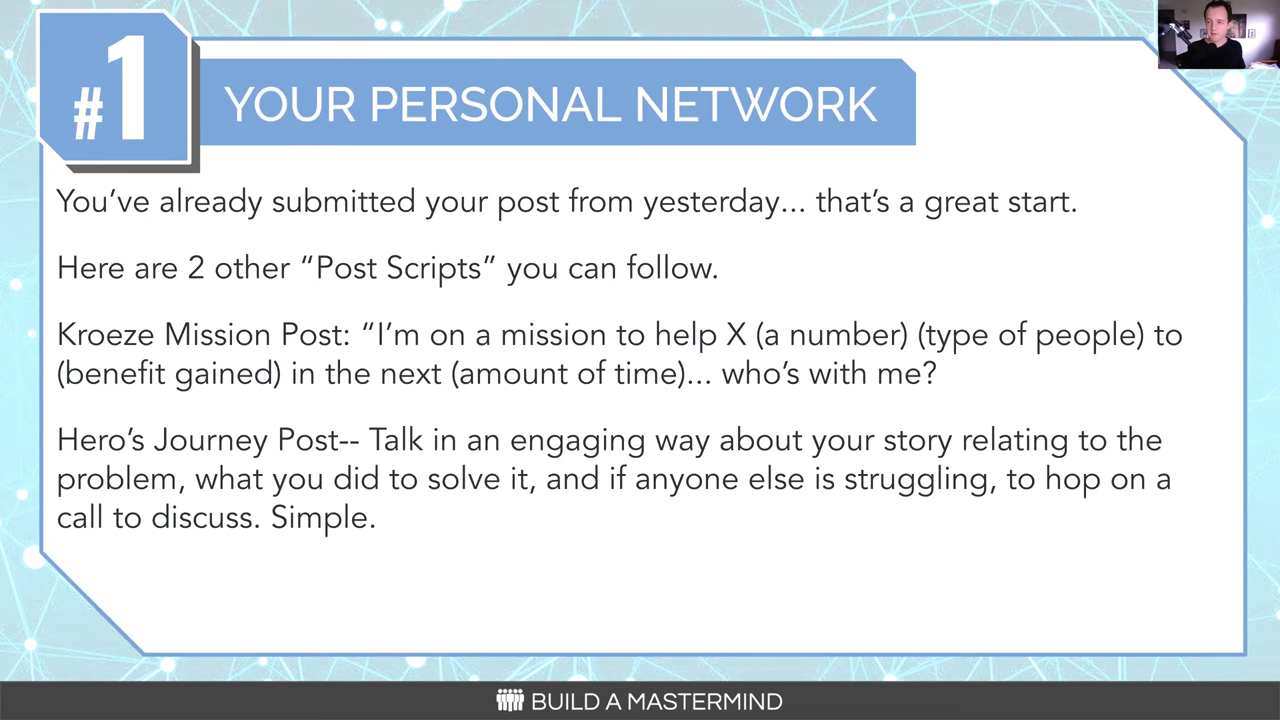 #1
YOUR PERSONAL NETWORK
You’ve already submitted your post from yesterday... that’s a great start.
Here are 2 other “Post Scripts” you can follow.
Kroeze Mission Post: “I’m on a mission to help X (a number) (type of people) to
(benefit gained) in the next (amount of time)... who’s with me?
Hero’s Journey Post-- Talk in an engaging way about your story relating to the
problem, what you did to solve it, and if anyone else is struggling, to hop on a
call to discuss. Simple.
BUILD A MASTERMIND